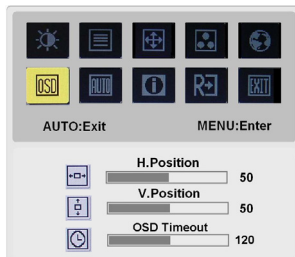 OSD AUTO R EXIT
AUTO:Exit MENU:Enter
H.Position
50
V.Position
50
OSD Timeout
120